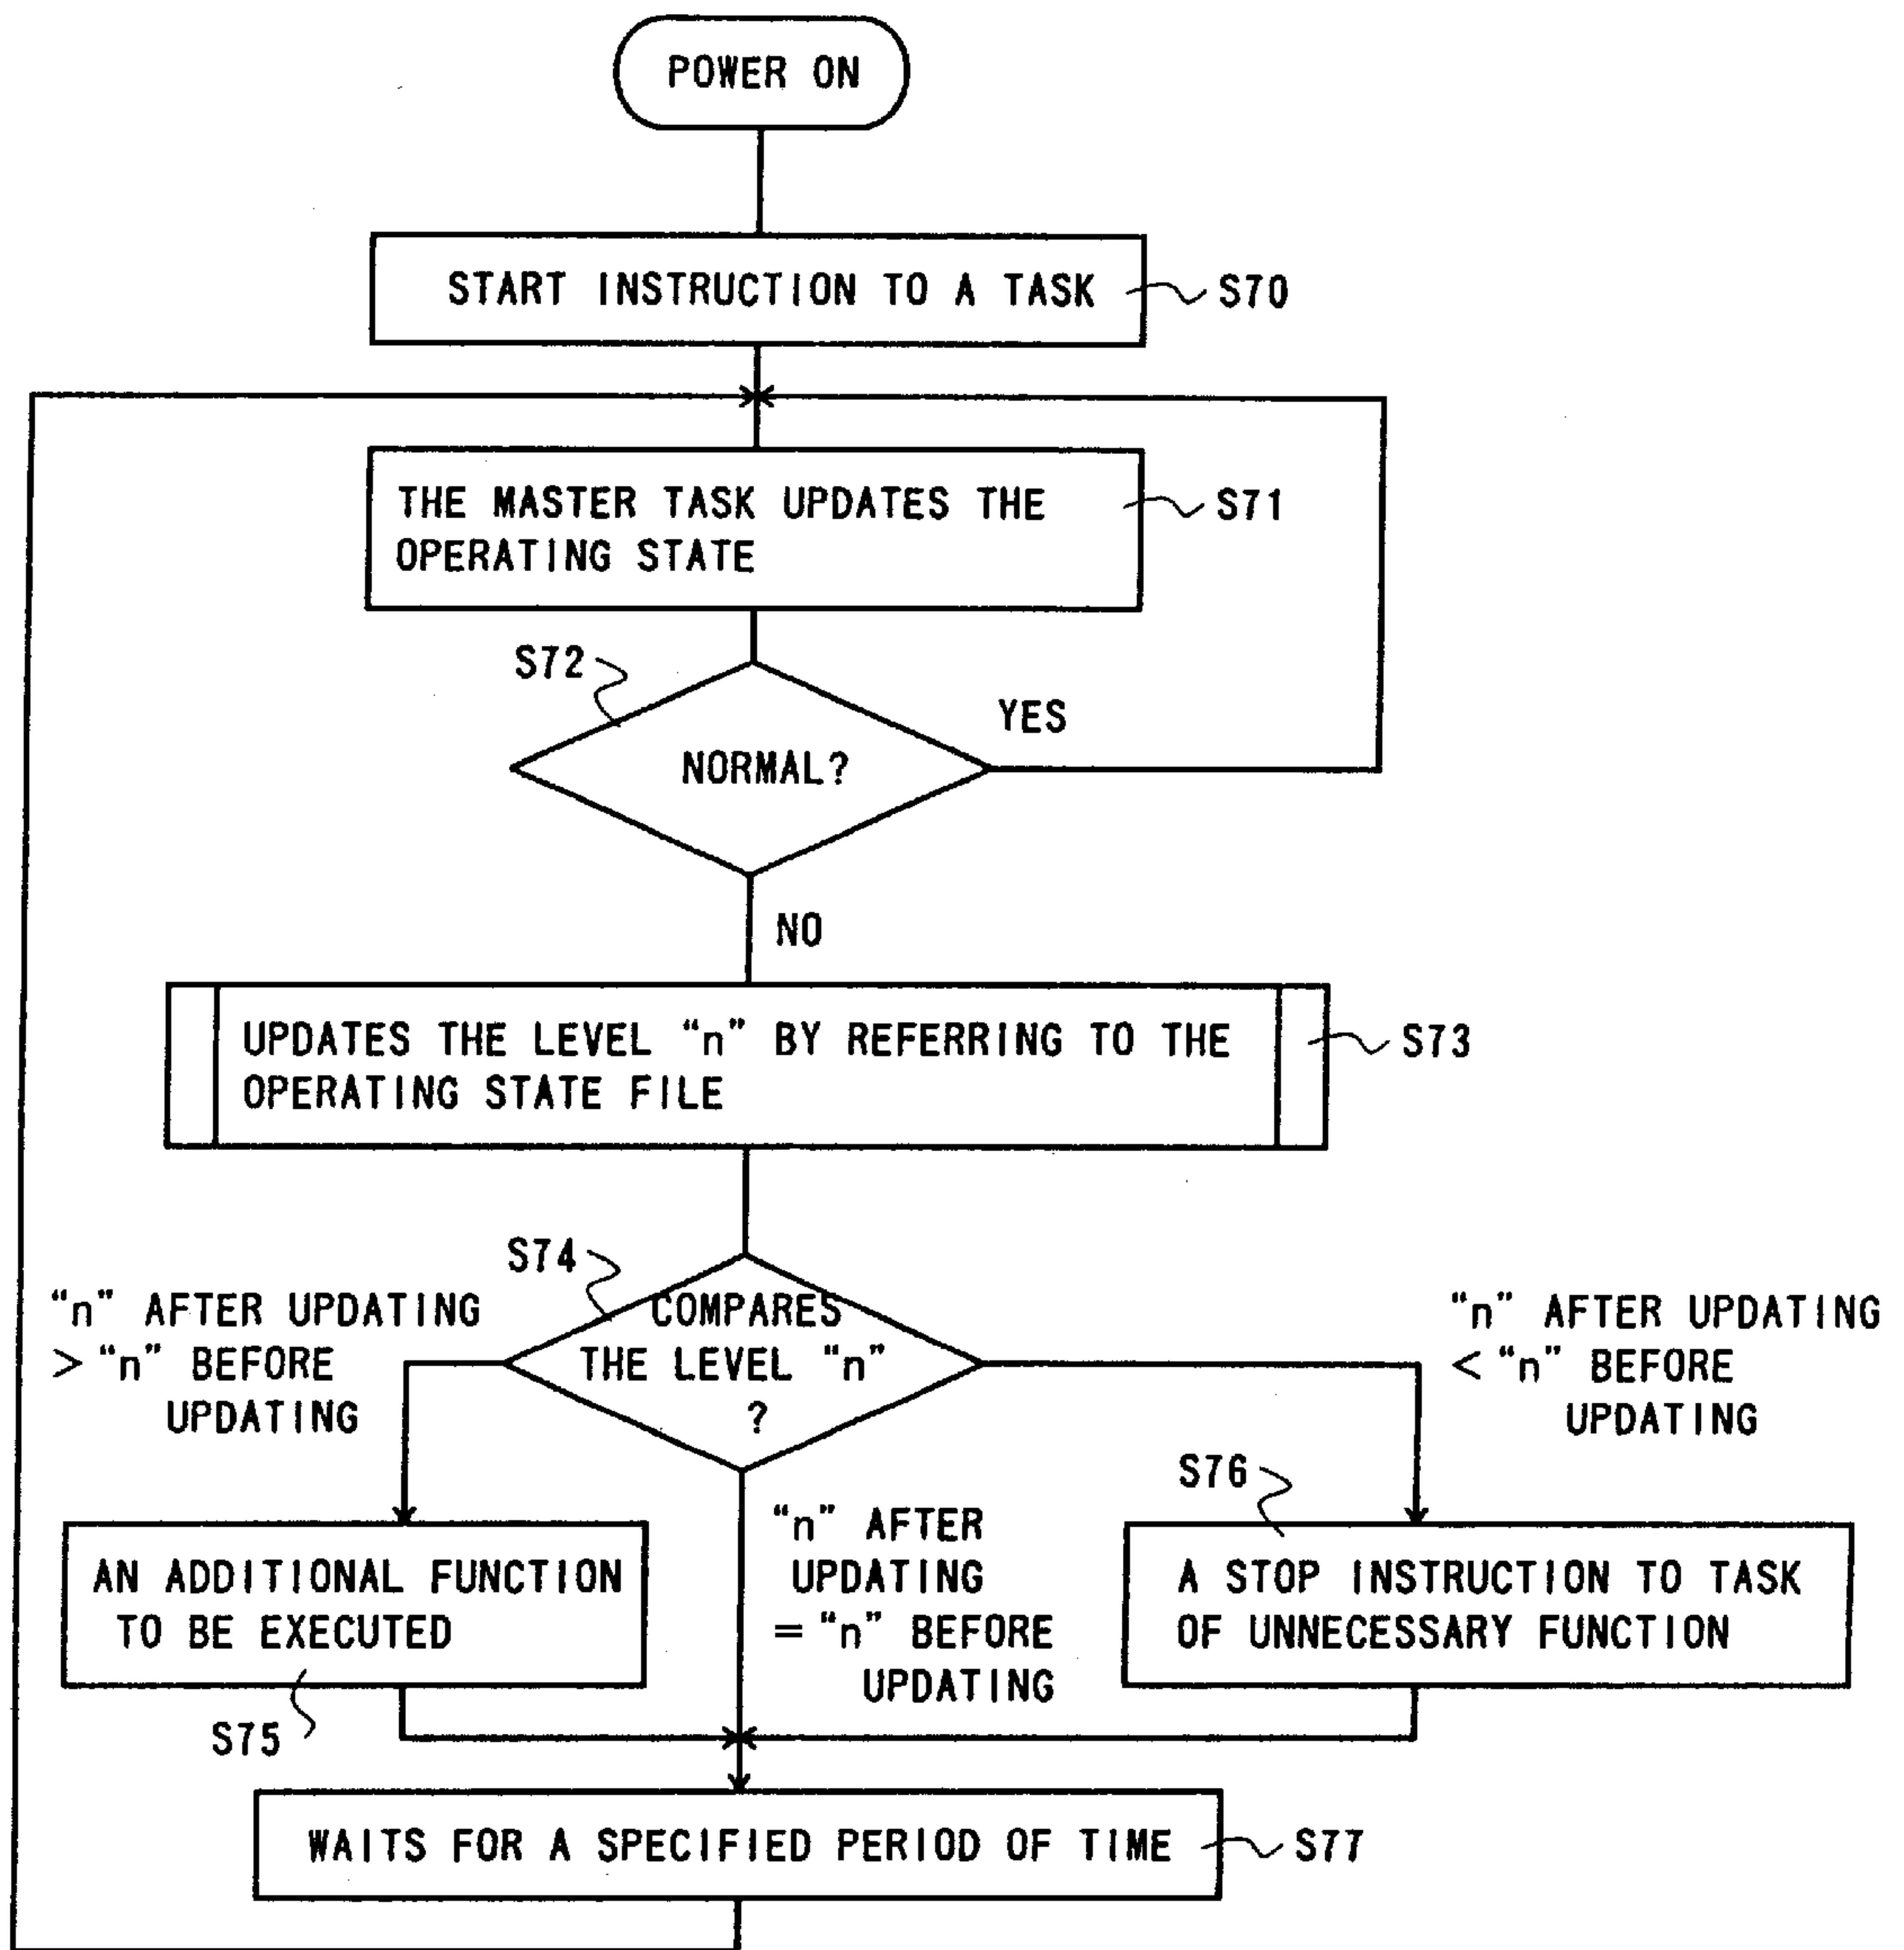 POWER ON
START INSTRUCTION TO A TASK
S70
THE MASTER TASK UPDATES THE
OPERATING STATE
S71
S72
NORMAL?
YES
NO
UPDATES THE LEVEL “n” BY REFERRING TO THE
OPERATING STATE FILE
S73
S74
COMPARES
THE LEVEL “n”
?
“n” AFTER UPDATING
> “n” BEFORE
UPDATING
“n” AFTER UPDATING
< “n” BEFORE
UPDATING
“n” AFTER
UPDATING
= “n” BEFORE
UPDATING
AN ADDITIONAL FUNCTION
TO BE EXECUTED
S75
S76
A STOP INSTRUCTION TO TASK
OF UNNECESSARY FUNCTION
WAITS FOR A SPECIFIED PERIOD OF TIME
S77